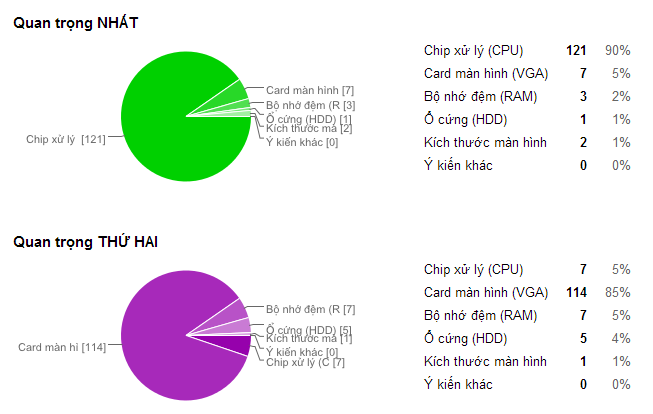 Quan trọng NHẤT
Card màn hình [7]
Bộ nhớ đệm (R [3]
Ổ cứng (HDD) [1]
Kích thước mà [2]
Ý kiến khác [0]
Chip xử lý [121]
Chip xử lý (CPU) 121 90%
Card màn hình (VGA) 7 5%
Bộ nhớ đệm (RAM) 3 2%
Ổ cứng (HDD) 1 1%
Kích thước màn hình 2 1%
Ý kiến khác 0 0%
Quan trọng THỨ HAI
Bộ nhớ đệm (R [7]
Ổ cứng (HDD) [5]
Kích thước mà [1]
Ý kiến khác [0]
Chip xử lý (C [7]
Card màn hì [114]
Chip xử lý (CPU) 7 5%
Card màn hình (VGA) 114 85%
Bộ nhớ đệm (RAM) 7 5%
Ổ cứng (HDD) 5 4%
Kích thước màn hình 1 1%
Ý kiến khác 0 0%